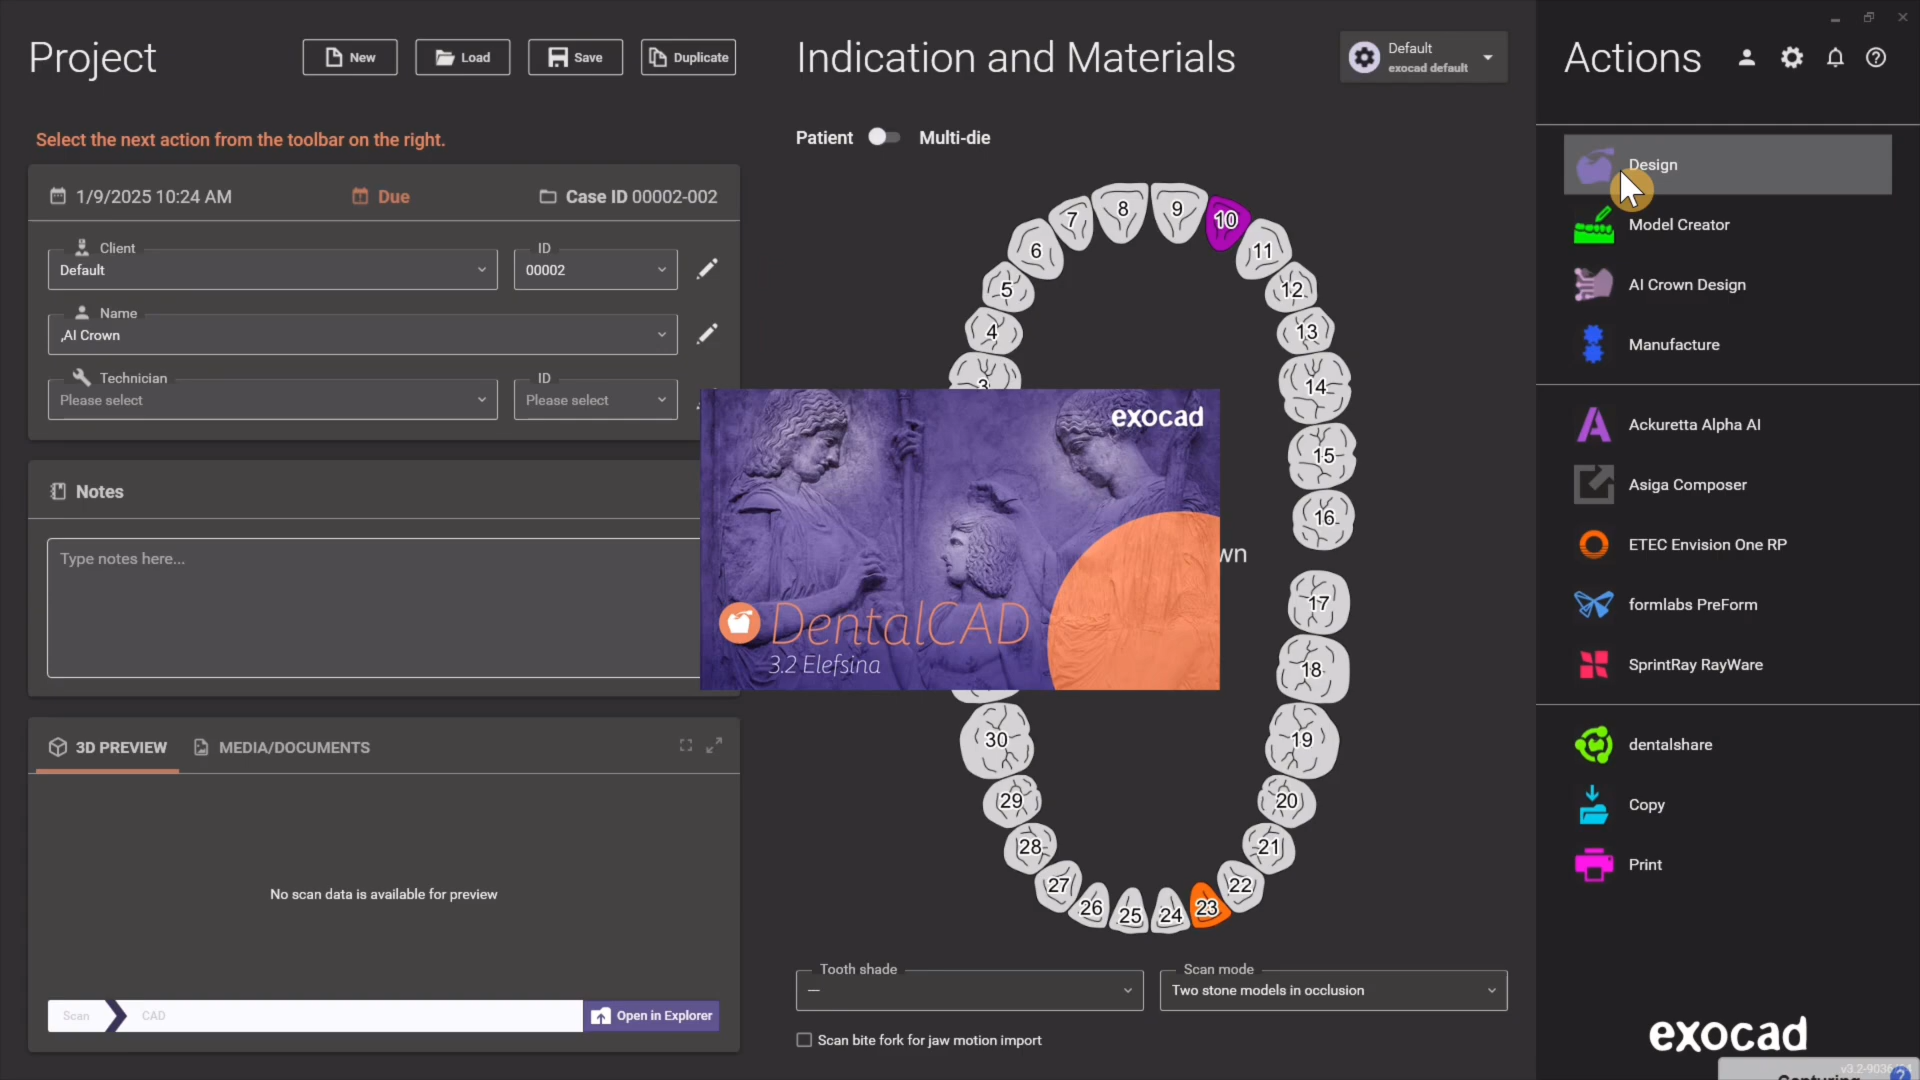 Project
New
Load
Save
Duplicate
Indication and Materials
Default
exocad default
Actions
Select the next action from the toolbar on the right.
Patient
Multi-die
1/9/2025 10:24 AM
Due
Case ID 00002-002
Client
Default
ID
00002
Name
,AI Crown
Technician
Please select
ID
Please select
Notes
Type notes here...
3D PREVIEW
MEDIA/DOCUMENTS
No scan data is available for preview
Scan
CAD
Open in Explorer
7
8
9
10
6
11
5
12
4
13
3
14
15
16
wn
17
18
30
19
29
20
28
21
27
22
26
25
24
23
exocad
DentalCAD
3.2 Elefsina
Tooth shade
—
Scan mode
Two stone models in occlusion
Scan bite fork for jaw motion import
Design
Model Creator
AI Crown Design
Manufacture
Ackuretta Alpha AI
Asiga Composer
ETEC Envision One RP
formlabs PreForm
SprintRay RayWare
dentalshare
Copy
Print
exocad